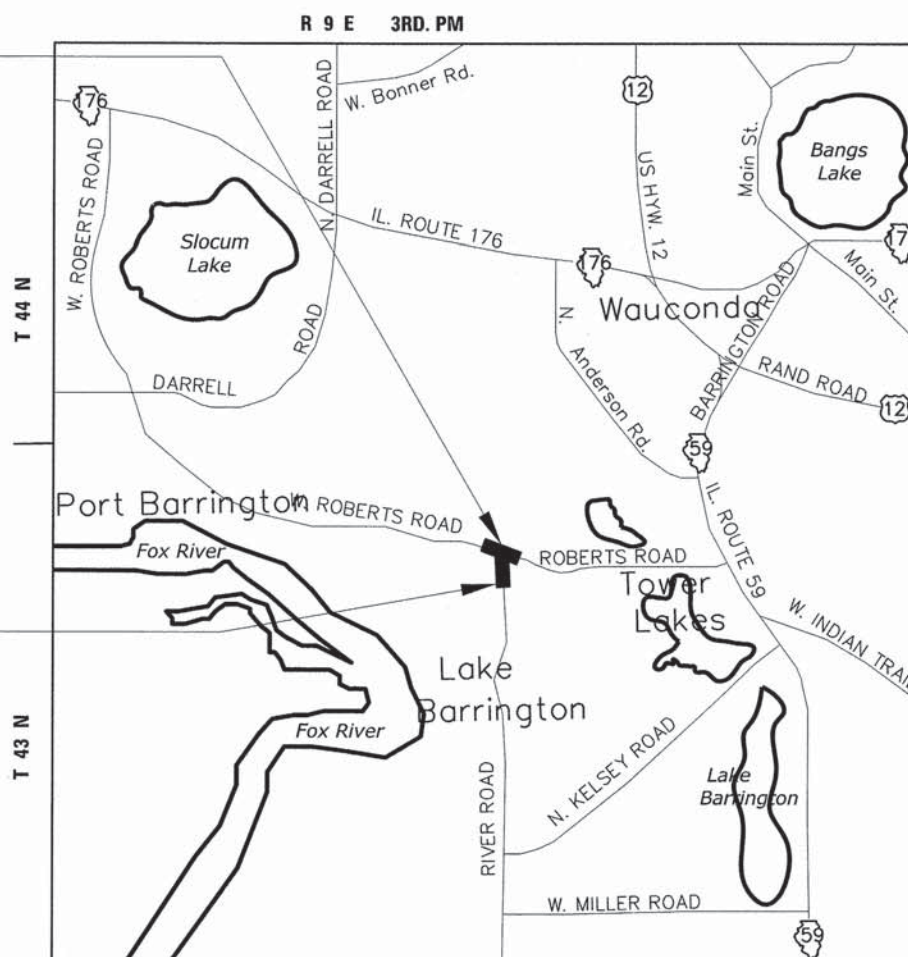 R 9 E 3RD. PM
176
W. Bonner Rd.
12
N. DARRELL ROAD
W. ROBERTS ROAD
Main St.
Bangs
Lake
US HYW. 12
IL. ROUTE 176
Slocum
Lake
17
176
Main St.
T 44 N
Wauconda
N.
Anderson Rd.
BARRINGTON ROAD
ROAD
DARRELL
RAND ROAD
12
59
Port Barrington
W. ROBERTS ROAD
IL. ROUTE 59
Fox River
ROBERTS ROAD
Tower
Lakes
W. INDIAN TRAIL
Lake
Barrington
Fox River
T 43 N
N. KELSEY ROAD
Lake
Barrington
RIVER ROAD
W. MILLER ROAD
59